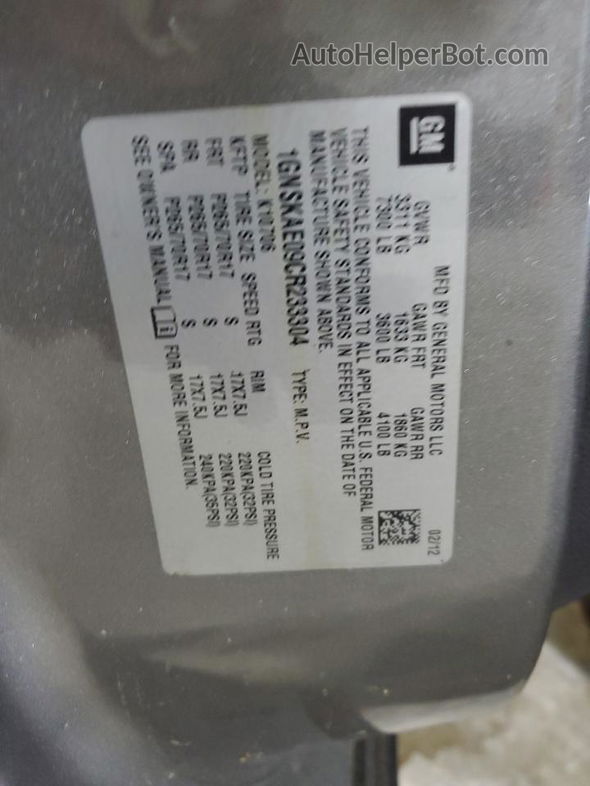 AutoHelperBot.com
GM
MFD BY GENERAL MOTORS LLC 02/12
GVWR GAWR FRT GAWR RR
3311 KG 1633 KG 1860 KG
7300 LB 3600 LB 4100 LB
THIS VEHICLE CONFORMS TO ALL APPLICABLE U.S. FEDERAL MOTOR
VEHICLE SAFETY STANDARDS IN EFFECT ON THE DATE OF
MANUFACTURE SHOWN ABOVE.
1GNSKAE09CR233304 TYPE: M.P.V.
MODEL: K10706
KFTP TIRE SIZE SPEED RTG RIM COLD TIRE PRESSURE
FRT P265/70R17 S 17X7.5J 220KPA(32PSI)
RR P265/70R17 S 17X7.5J 220KPA(32PSI)
SPA P265/70R17 S 17X7.5J 240KPA(35PSI)
SEE OWNER'S MANUAL FOR MORE INFORMATION.